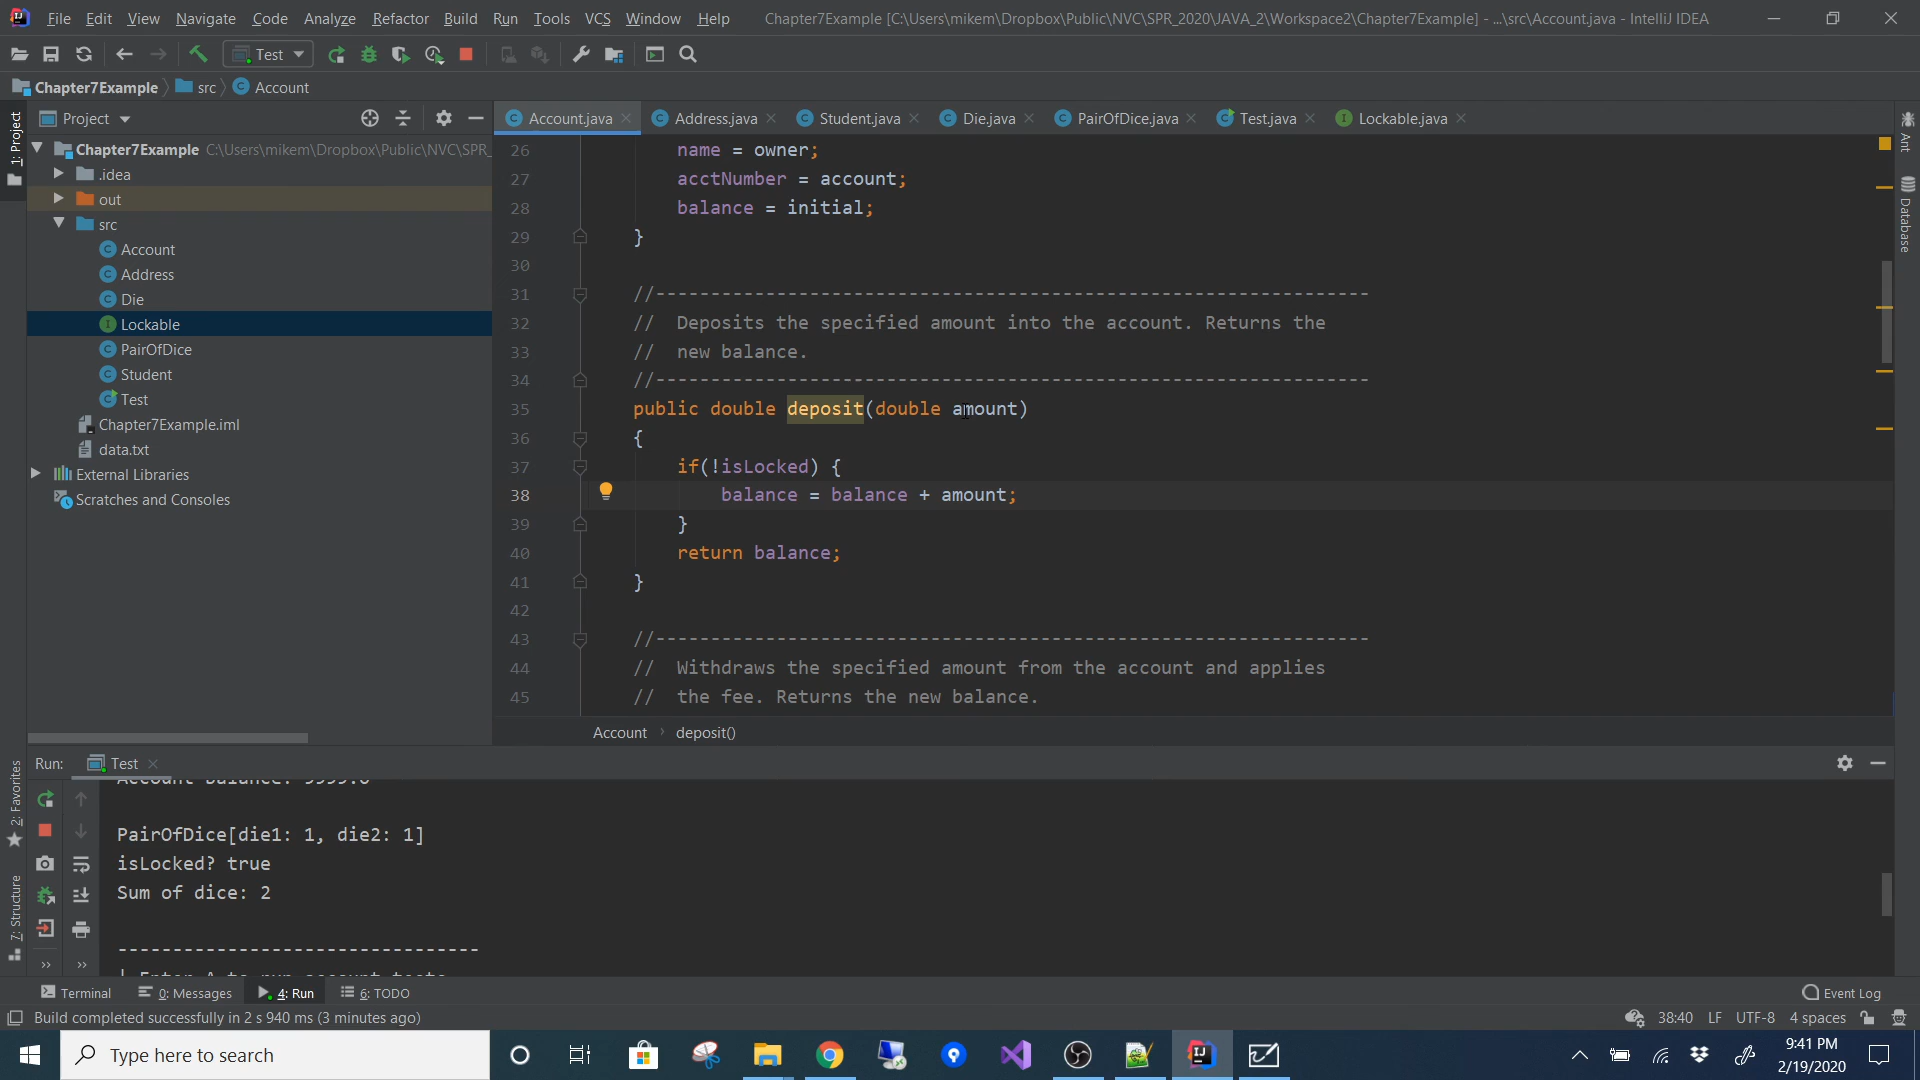 File Edit View Navigate Code Analyze Refactor Build Run Tools VCS Window Help Chapter7Example [C:\Users\mikem\Dropbox\Public\NVC\SPR_2020\JAVA_2\Workspace2\Chapter7Example] - ...\src\Account.java - IntelliJ IDEA
Test
Chapter7Example src Account
1: Project
Project
Account.java Address.java Student.java Die.java PairOfDice.java Test.java Lockable.java
Ant
Database
Chapter7Example C:\Users\mikem\Dropbox\Public\NVC\SPR_
.idea
out
src
Account
Address
Die
Lockable
PairOfDice
Student
Test
Chapter7Example.iml
data.txt
External Libraries
Scratches and Consoles
26 name = owner;
27 acctNumber = account;
28 balance = initial;
29 }
30
31 //-----------------------------------------------------------------
32 // Deposits the specified amount into the account. Returns the
33 // new balance.
34 //-----------------------------------------------------------------
35 public double deposit(double amount)
36 {
37 if(!isLocked) {
38 balance = balance + amount;
39 }
40 return balance;
41 }
42
43 //-----------------------------------------------------------------
44 // Withdraws the specified amount from the account and applies
45 // the fee. Returns the new balance.
Account › deposit()
Run: Test
2: Favorites
7: Structure
PairOfDice[die1: 1, die2: 1]
isLocked? true
Sum of dice: 2
---------------------------------
Terminal 0: Messages 4: Run 6: TODO Event Log
Build completed successfully in 2 s 940 ms (3 minutes ago) 38:40 LF UTF-8 4 spaces
Type here to search
9:41 PM
2/19/2020